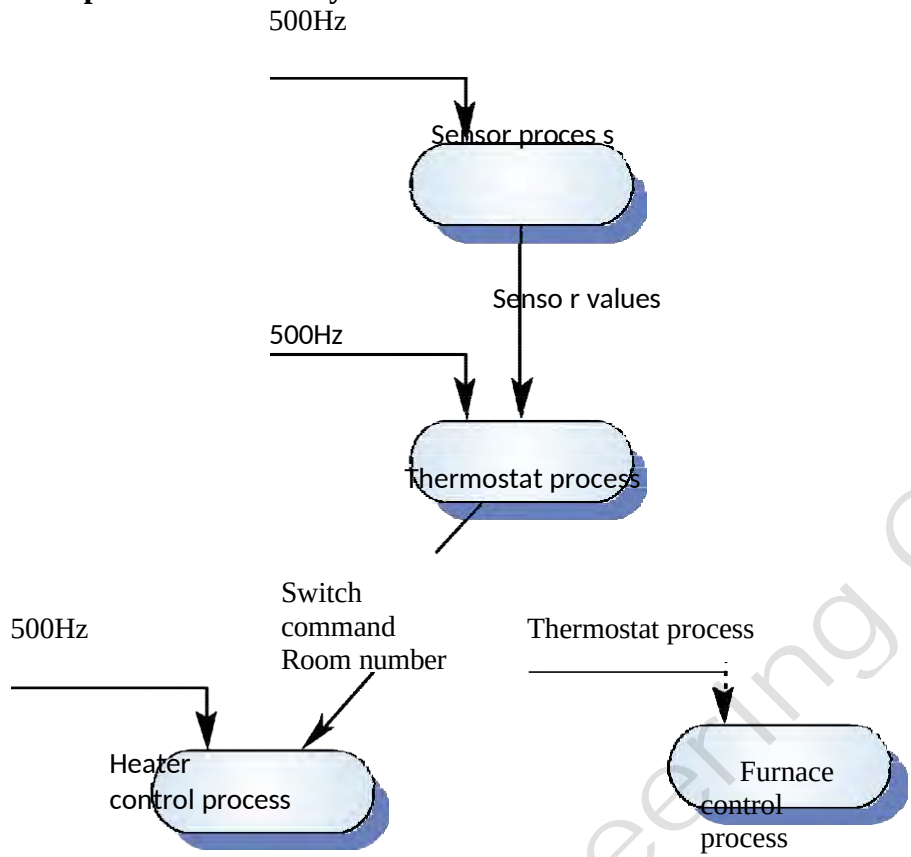 500Hz
Sensor proces s
Senso r values
500Hz
Thermostat process
Switch
command
Room number
500Hz
Thermostat process
Heater
control process
Furnace
control
process
eering